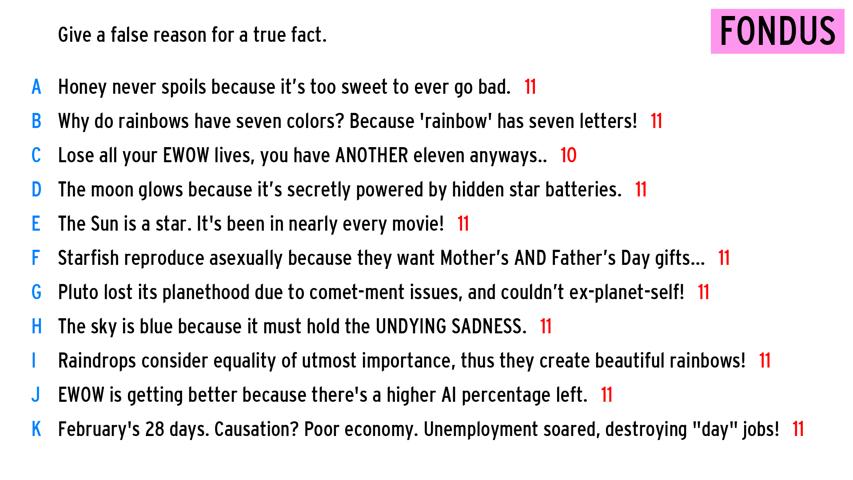 Give a false reason for a true fact.
FONDUS
A Honey never spoils because it’s too sweet to ever go bad. 11
B Why do rainbows have seven colors? Because 'rainbow' has seven letters! 11
C Lose all your EWOW lives, you have ANOTHER eleven anyways.. 10
D The moon glows because it’s secretly powered by hidden star batteries. 11
E The Sun is a star. It's been in nearly every movie! 11
F Starfish reproduce asexually because they want Mother’s AND Father’s Day gifts... 11
G Pluto lost its planethood due to comet-ment issues, and couldn’t ex-planet-self! 11
H The sky is blue because it must hold the UNDYING SADNESS. 11
I Raindrops consider equality of utmost importance, thus they create beautiful rainbows! 11
J EWOW is getting better because there's a higher AI percentage left. 11
K February's 28 days. Causation? Poor economy. Unemployment soared, destroying "day" jobs! 11